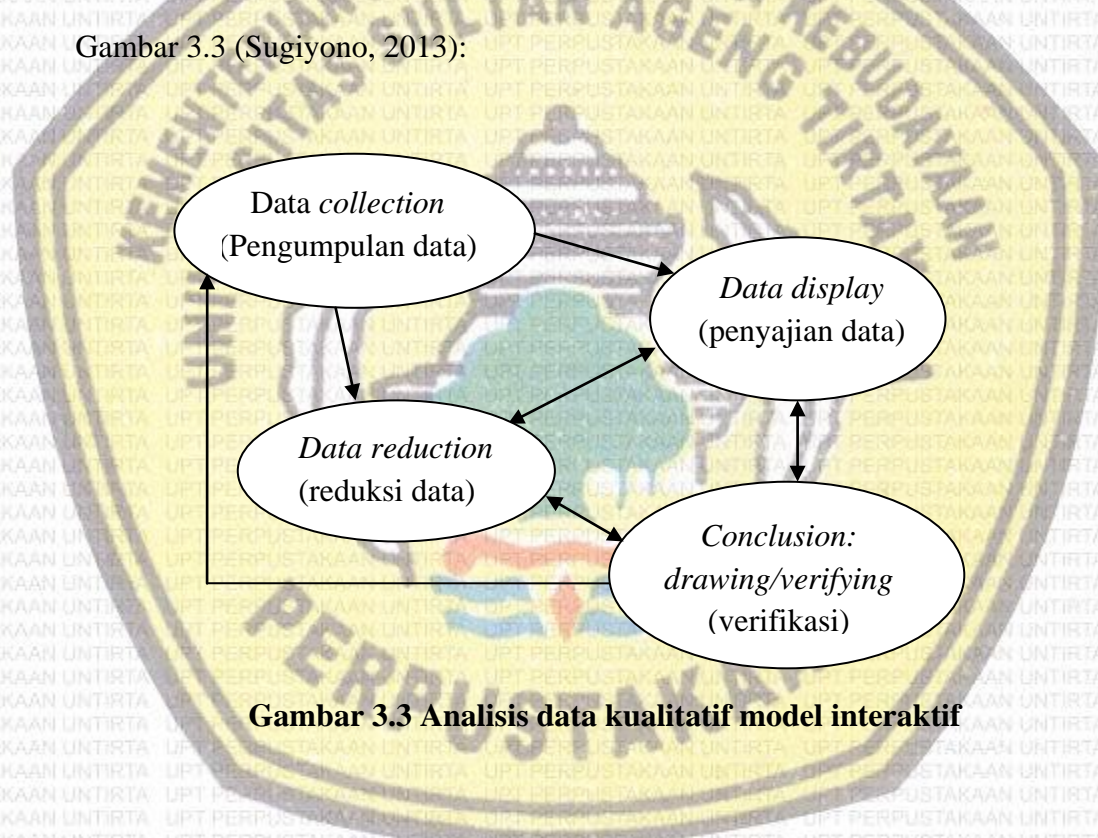 Gambar 3.3 (Sugiyono, 2013):
Data collection
(Pengumpulan data)
Data display
(penyajian data)
Data reduction
(reduksi data)
Conclusion:
drawing/verifying
(verifikasi)
PERPUSTAKAAN
Gambar 3.3 Analisis data kualitatif model interaktif